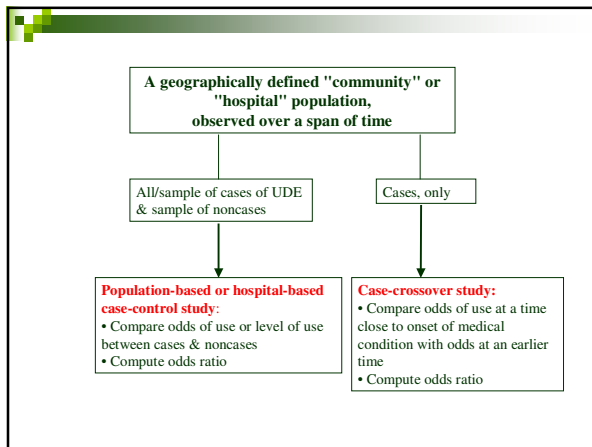 A geographically defined "community" or
"hospital" population,
observed over a span of time
All/sample of cases of UDE
& sample of noncases
Cases, only
Population-based or hospital-based
case-control study:
• Compare odds of use or level of use
between cases & noncases
• Compute odds ratio
Case-crossover study:
• Compare odds of use at a time
close to onset of medical
condition with odds at an earlier
time
• Compute odds ratio